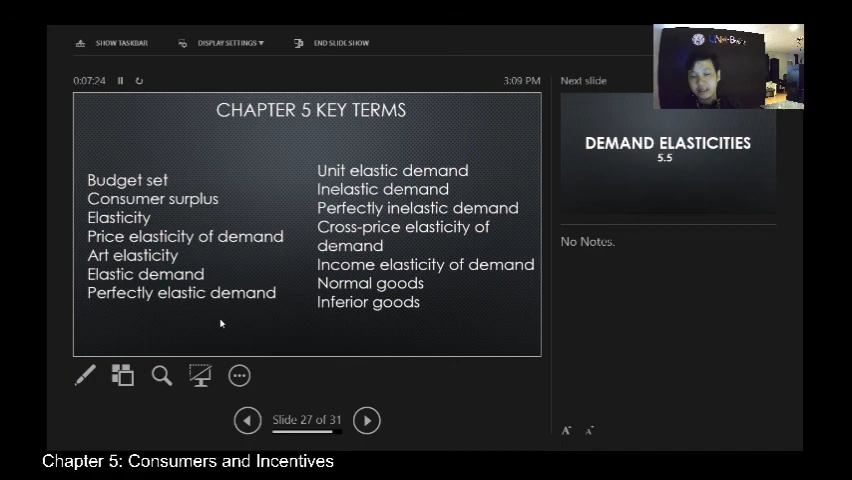 SHOW TASKBAR
DISPLAY SETTINGS ▾
END SLIDE SHOW
0:07:24
3:09 PM
Next slide
CHAPTER 5 KEY TERMS
Budget set
Consumer surplus
Elasticity
Price elasticity of demand
Art elasticity
Elastic demand
Perfectly elastic demand
Unit elastic demand
Inelastic demand
Perfectly inelastic demand
Cross-price elasticity of
demand
Income elasticity of demand
Normal goods
Inferior goods
DEMAND ELASTICITIES
5.5
No Notes.
Slide 27 of 31
A
A
Chapter 5: Consumers and Incentives